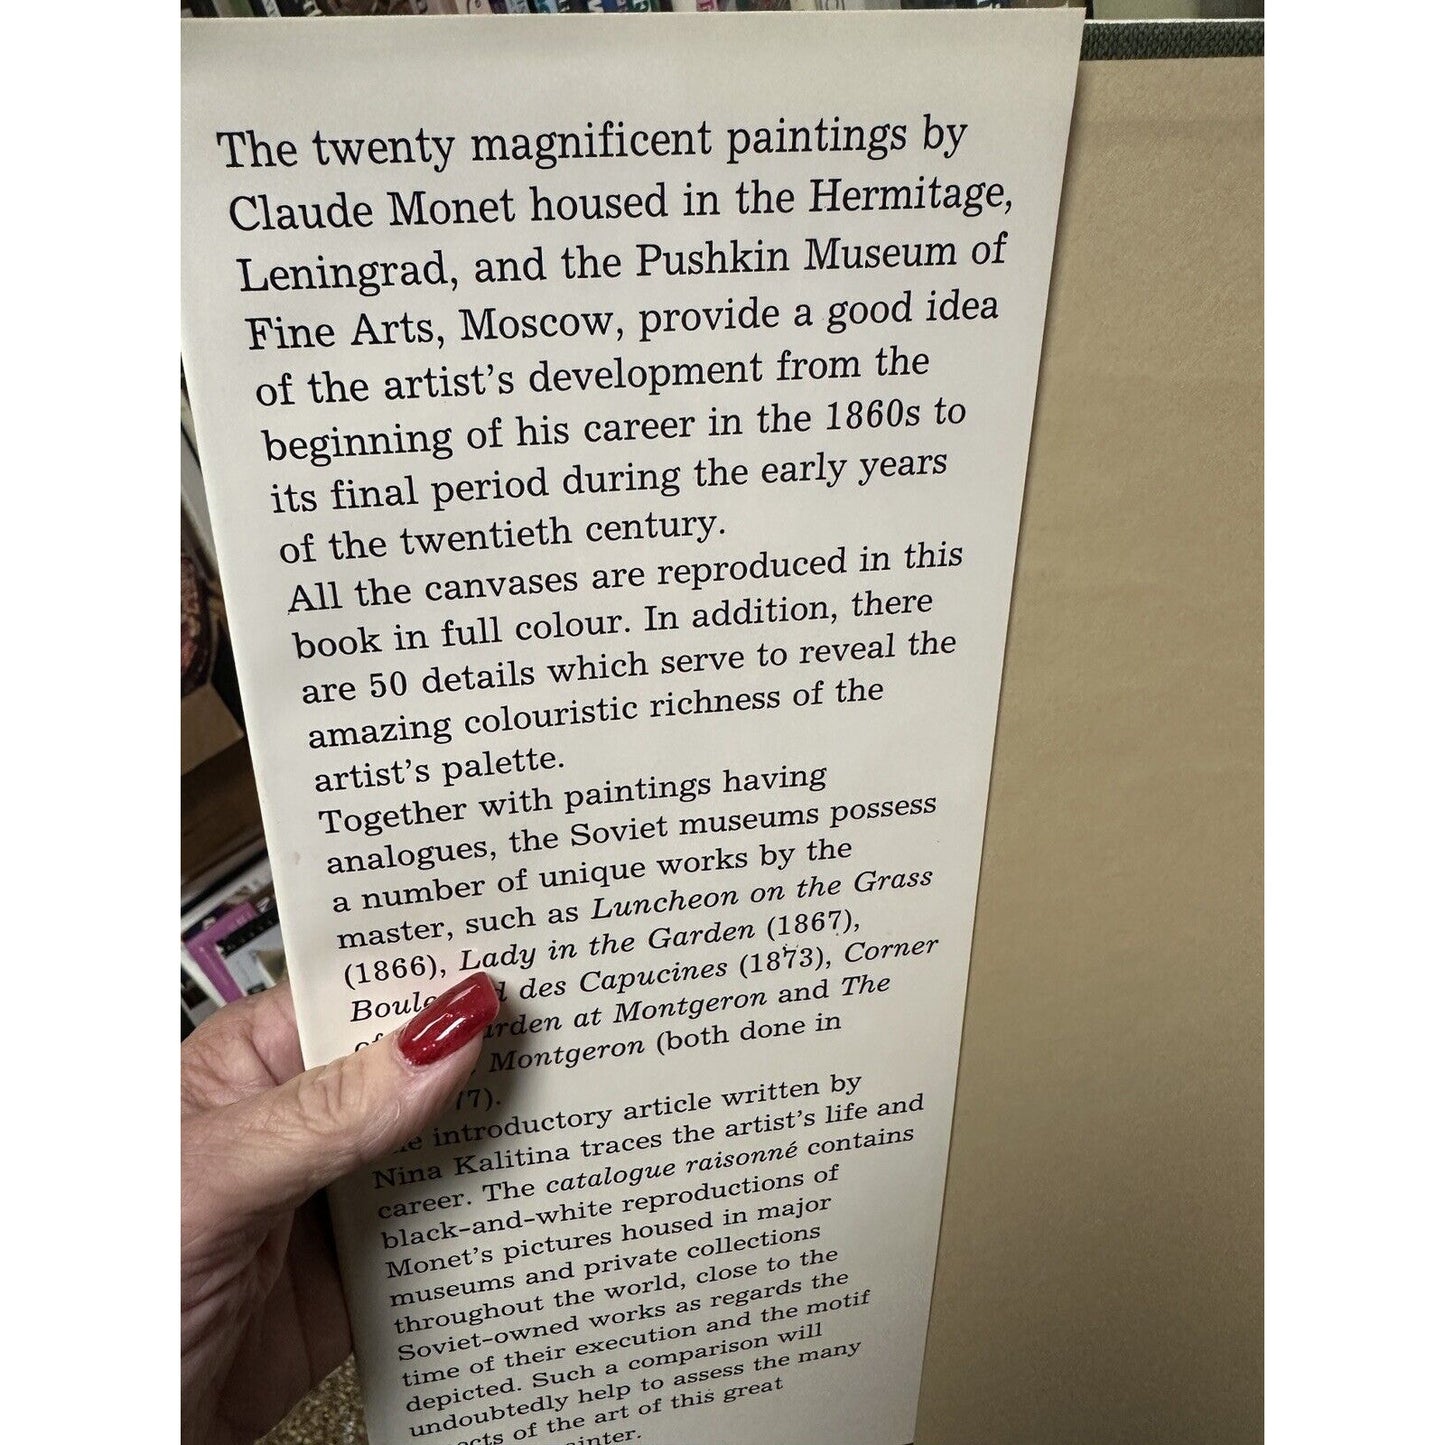 The twenty magnificent paintings by
Claude Monet housed in the Hermitage,
Leningrad, and the Pushkin Museum of
Fine Arts, Moscow, provide a good idea
of the artist's development from the
beginning of his career in the 1860s to
its final period during the early years
of the twentieth century.
All the canvases are reproduced in this
book in full colour. In addition, there
are 50 details which serve to reveal the
amazing colouristic richness of the
artist's palette.
Together with paintings having
analogues, the Soviet museums possess
a number of unique works by the
master, such as Luncheon on the Grass
(1866), Lady in the Garden (1867),
des Capucines (1873), Corner
at Montgeron and The
Montgeron (both done in
introductory article written by
Nina Kalitina traces the artist's life and
career. The catalogue raisonné contains
black-and-white reproductions of
Monet's pictures housed in major
museums and private collections
throughout the world, close to the
Soviet-owned works as regards the
time of their execution and the motif
depicted. Such a comparison will
undoubtedly help to assess the many
of the art of this great